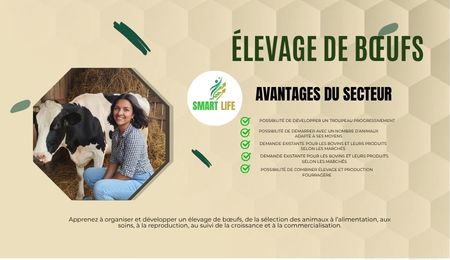 ÉLEVAGE DE BŒUFS
SMART LIFE
AVANTAGES DU SECTEUR
POSSIBILITÉ DE DÉVELOPPER UN TROUPEAU PROGRESSIVEMENT
POSSIBILITÉ DE DÉMARRER AVEC UN NOMBRE D'ANIMAUX
ADAPTÉ À SES MOYENS
DEMANDE EXISTANTE POUR LES BOVINS ET LEURS PRODUITS
SELON LES MARCHÉS
DEMANDE EXISTANTE POUR LES BOVINS ET LEURS PRODUITS
SELON LES MARCHÉS
POSSIBILITÉ DE COMBINER ÉLEVAGE ET PRODUCTION
FOURRAGÈRE
Apprenez à organiser et développer un élevage de bœufs, de la sélection des animaux à l'alimentation, aux
soins, à la reproduction, au suivi de la croissance et à la commercialisation.